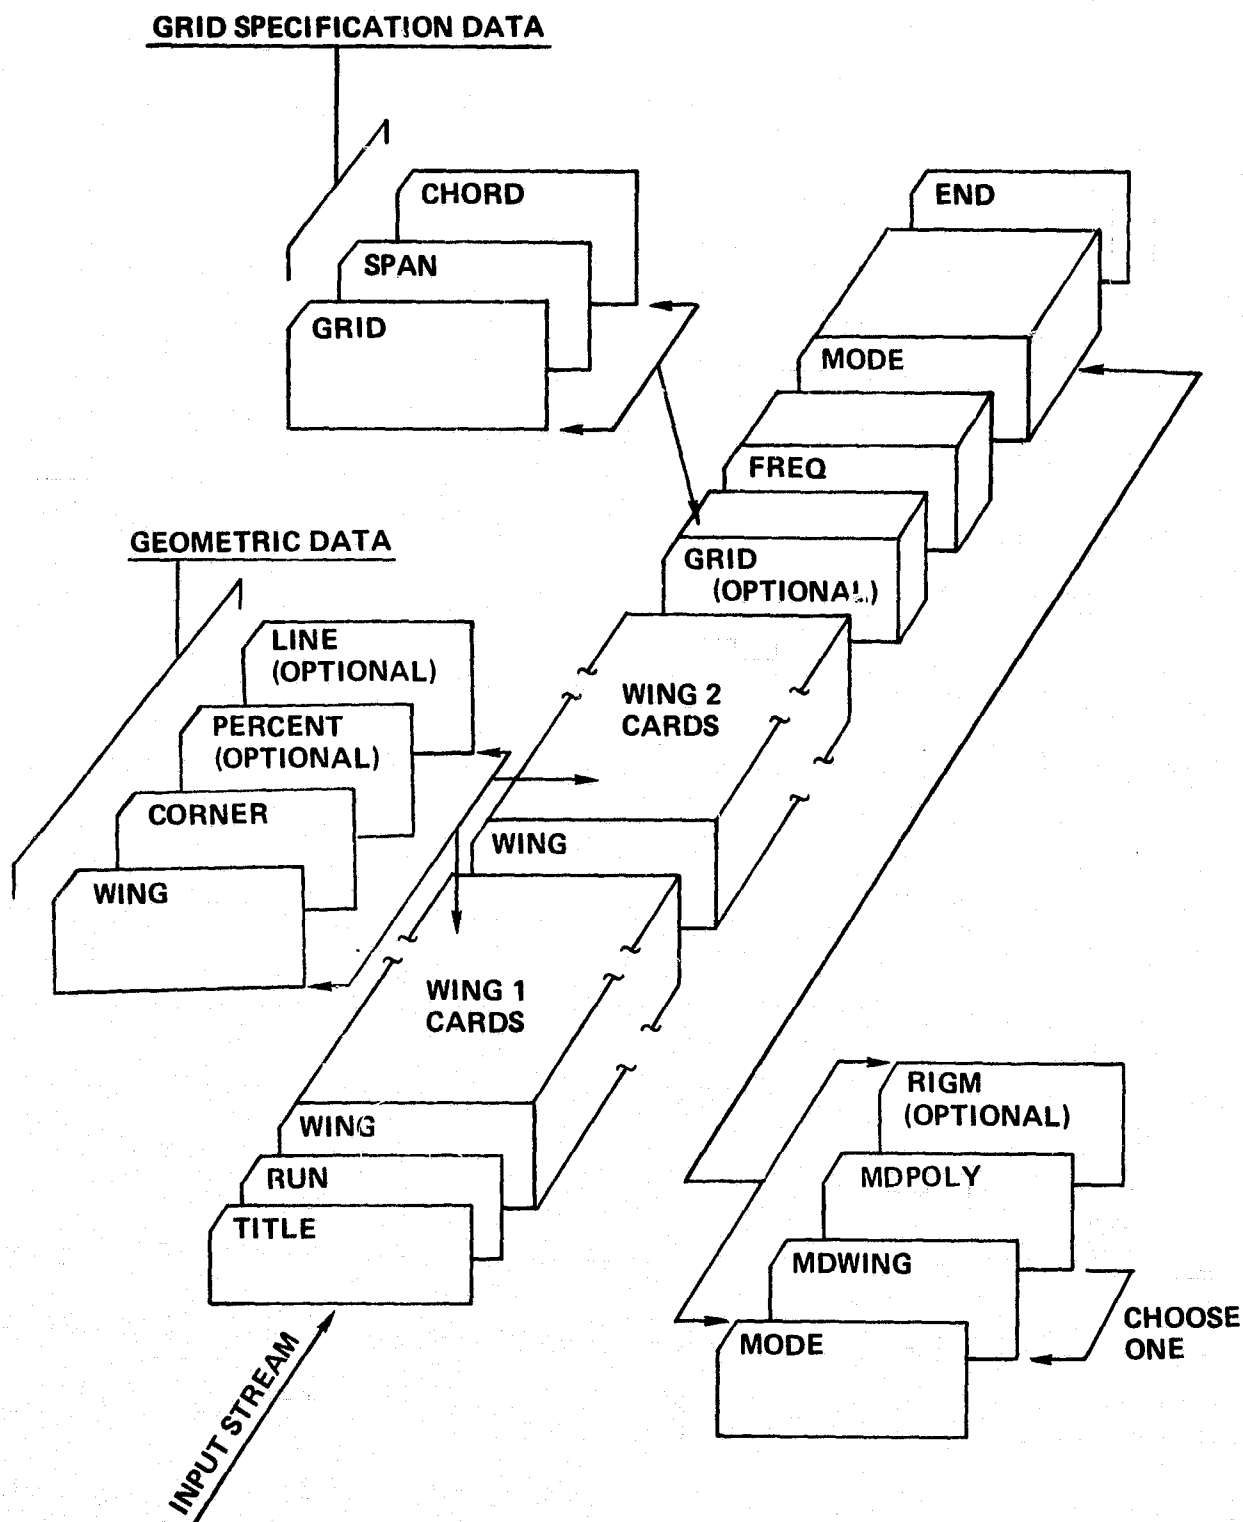 GRID SPECIFICATION DATA
CHORD
SPAN
GRID
END
MODE
FREQ
GRID
(OPTIONAL)
GEOMETRIC DATA
LINE
(OPTIONAL)
PERCENT
(OPTIONAL)
CORNER
WING
WING 2
CARDS
WING
WING 1
CARDS
WING
RUN
TITLE
INPUT STREAM
RIGM
(OPTIONAL)
MDPOLY
MDWING
MODE
CHOOSE
ONE